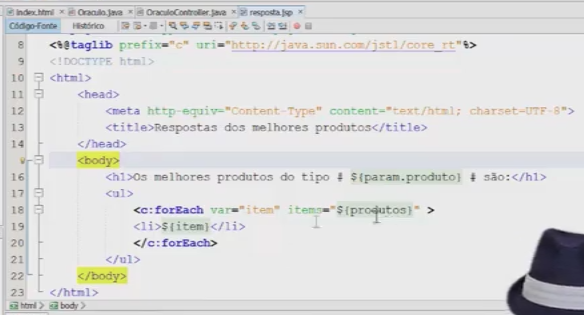 index.html Oraculo.java OraculoController.java resposta.jsp
Código-Fonte Histórico
8 <%@taglib prefix="c" uri="http://java.sun.com/jstl/core_rt"%>
9 <!DOCTYPE html>
10 <html>
11 <head>
12 <meta http-equiv="Content-Type" content="text/html; charset=UTF-8">
13 <title>Respostas dos melhores produtos</title>
14 </head>
<body>
16 <h1>Os melhores produtos do tipo # ${param.produto} # são:</h1>
17 <ul>
18 <c:forEach var="item" items="${produtos}" >
19 <li>${item}</li>
20 </c:forEach>
21 </ul>
22 </body>
23 </html>
html body